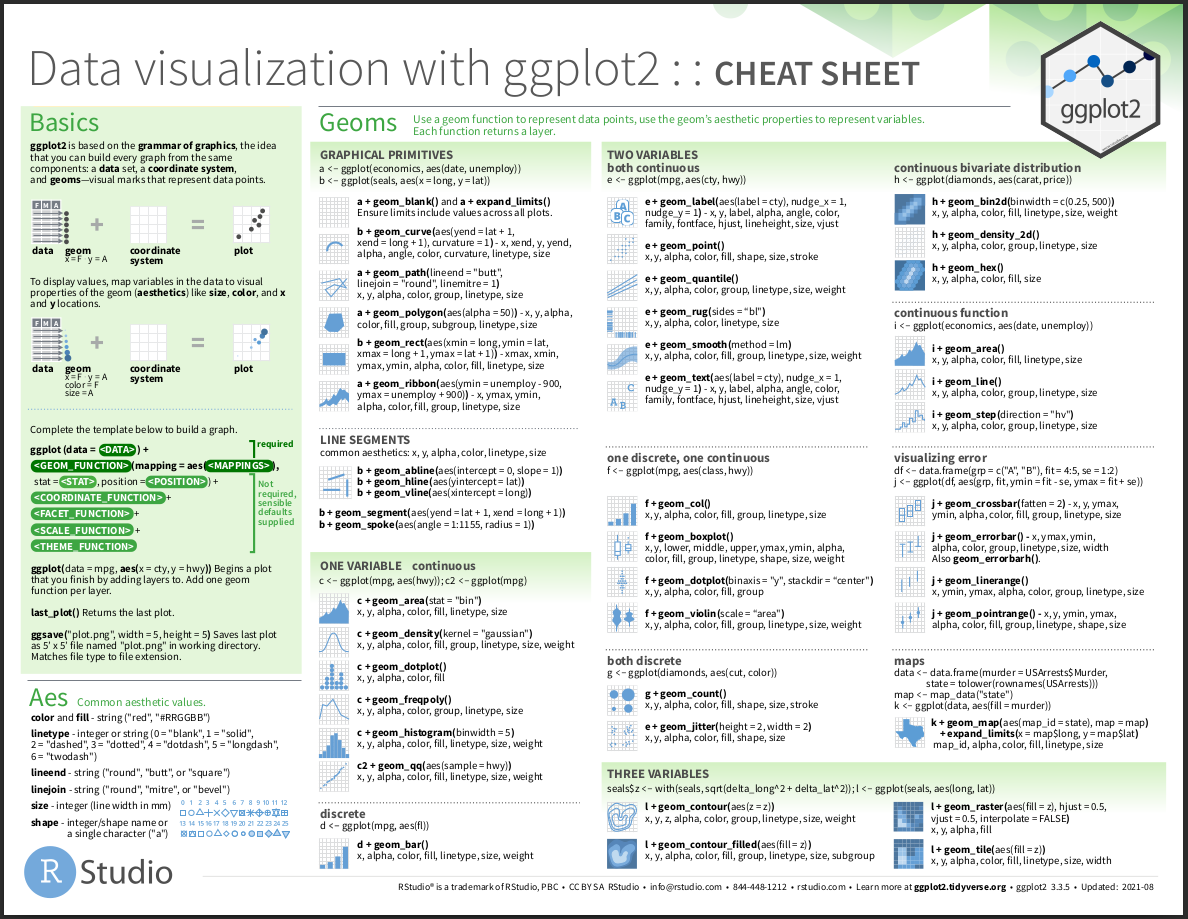 Data visualization with ggplot2 : : CHEAT SHEET
ggplot2
Basics
ggplot2 is based on the grammar of graphics, the idea
that you can build every graph from the same
components: a data set, a coordinate system,
and geoms—visual marks that represent data points.
F M A
+ =
data geom coordinate plot
x = F · y = A system
To display values, map variables in the data to visual
properties of the geom (aesthetics) like size, color, and x
and y locations.
F M A
+ =
data geom coordinate plot
x = F · y = A system
color = F
size = A
Complete the template below to build a graph.
required
ggplot (data = <DATA>) +
<GEOM_FUNCTION>(mapping = aes(<MAPPINGS>),
stat = <STAT>, position = <POSITION>) +
<COORDINATE_FUNCTION> +
<FACET_FUNCTION> +
<SCALE_FUNCTION> +
<THEME_FUNCTION>
Not
required,
sensible
defaults
supplied
ggplot(data = mpg, aes(x = cty, y = hwy)) Begins a plot
that you finish by adding layers to. Add one geom
function per layer.
last_plot() Returns the last plot.
ggsave("plot.png", width = 5, height = 5) Saves last plot
as 5' x 5' file named "plot.png" in working directory.
Matches file type to file extension.
Aes Common aesthetic values.
color and fill - string ("red", "#RRGGBB")
linetype - integer or string (0 = "blank", 1 = "solid",
2 = "dashed", 3 = "dotted", 4 = "dotdash", 5 = "longdash",
6 = "twodash")
lineend - string ("round", "butt", or "square")
linejoin - string ("round", "mitre", or "bevel")
size - integer (line width in mm)
shape - integer/shape name or
a single character ("a")
0 1 2 3 4 5 6 7 8 9 10 11 12
13 14 15 16 17 18 19 20 21 22 23 24 25
R Studio
Geoms
Use a geom function to represent data points, use the geom's aesthetic properties to represent variables.
Each function returns a layer.
GRAPHICAL PRIMITIVES
a <- ggplot(economics, aes(date, unemploy))
b <- ggplot(seals, aes(x = long, y = lat))
a + geom_blank() and a + expand_limits()
Ensure limits include values across all plots.
b + geom_curve(aes(yend = lat + 1,
xend = long + 1), curvature = 1) - x, xend, y, yend,
alpha, angle, color, curvature, linetype, size
a + geom_path(lineend = "butt",
linejoin = "round", linemitre = 1)
x, y, alpha, color, group, linetype, size
a + geom_polygon(aes(alpha = 50)) - x, y, alpha,
color, fill, group, subgroup, linetype, size
b + geom_rect(aes(xmin = long, ymin = lat,
xmax = long + 1, ymax = lat + 1)) - xmax, xmin,
ymax, ymin, alpha, color, fill, linetype, size
a + geom_ribbon(aes(ymin = unemploy - 900,
ymax = unemploy + 900)) - x, ymax, ymin,
alpha, color, fill, group, linetype, size
LINE SEGMENTS
common aesthetics: x, y, alpha, color, linetype, size
b + geom_abline(aes(intercept = 0, slope = 1))
b + geom_hline(aes(yintercept = lat))
b + geom_vline(aes(xintercept = long))
b + geom_segment(aes(yend = lat + 1, xend = long + 1))
b + geom_spoke(aes(angle = 1:1155, radius = 1))
ONE VARIABLE continuous
c <- ggplot(mpg, aes(hwy)); c2 <- ggplot(mpg)
c + geom_area(stat = "bin")
x, y, alpha, color, fill, linetype, size
c + geom_density(kernel = "gaussian")
x, y, alpha, color, fill, group, linetype, size, weight
c + geom_dotplot()
x, y, alpha, color, fill
c + geom_freqpoly()
x, y, alpha, color, group, linetype, size
c + geom_histogram(binwidth = 5)
x, y, alpha, color, fill, linetype, size, weight
c2 + geom_qq(aes(sample = hwy))
x, y, alpha, color, fill, linetype, size, weight
discrete
d <- ggplot(mpg, aes(fl))
d + geom_bar()
x, alpha, color, fill, linetype, size, weight
TWO VARIABLES
both continuous
e <- ggplot(mpg, aes(cty, hwy))
e + geom_label(aes(label = cty), nudge_x = 1,
nudge_y = 1) - x, y, label, alpha, angle, color,
family, fontface, hjust, lineheight, size, vjust
e + geom_point()
x, y, alpha, color, fill, shape, size, stroke
e + geom_quantile()
x, y, alpha, color, group, linetype, size, weight
e + geom_rug(sides = “bl")
x, y, alpha, color, linetype, size
e + geom_smooth(method = lm)
x, y, alpha, color, fill, group, linetype, size, weight
e + geom_text(aes(label = cty), nudge_x = 1,
nudge_y = 1) - x, y, label, alpha, angle, color,
family, fontface, hjust, lineheight, size, vjust
one discrete, one continuous
f <- ggplot(mpg, aes(class, hwy))
f + geom_col()
x, y, alpha, color, fill, group, linetype, size
f + geom_boxplot()
x, y, lower, middle, upper, ymax, ymin, alpha,
color, fill, group, linetype, shape, size, weight
f + geom_dotplot(binaxis = "y", stackdir = “center")
x, y, alpha, color, fill, group
f + geom_violin(scale = “area")
x, y, alpha, color, fill, group, linetype, size, weight
both discrete
g <- ggplot(diamonds, aes(cut, color))
g + geom_count()
x, y, alpha, color, fill, shape, size, stroke
e + geom_jitter(height = 2, width = 2)
x, y, alpha, color, fill, shape, size
continuous bivariate distribution
h <- ggplot(diamonds, aes(carat, price))
h + geom_bin2d(binwidth = c(0.25, 500))
x, y, alpha, color, fill, linetype, size, weight
h + geom_density_2d()
x, y, alpha, color, group, linetype, size
h + geom_hex()
x, y, alpha, color, fill, size
continuous function
i <- ggplot(economics, aes(date, unemploy))
i + geom_area()
x, y, alpha, color, fill, linetype, size
i + geom_line()
x, y, alpha, color, group, linetype, size
i + geom_step(direction = "hv")
x, y, alpha, color, group, linetype, size
visualizing error
df <- data.frame(grp = c("A", "B"), fit = 4:5, se = 1:2)
j <- ggplot(df, aes(grp, fit, ymin = fit - se, ymax = fit + se))
j + geom_crossbar(fatten = 2) - x, y, ymax,
ymin, alpha, color, fill, group, linetype, size
j + geom_errorbar() - x, ymax, ymin,
alpha, color, group, linetype, size, width
Also geom_errorbarh().
j + geom_linerange()
x, ymin, ymax, alpha, color, group, linetype, size
j + geom_pointrange() - x, y, ymin, ymax,
alpha, color, fill, group, linetype, shape, size
maps
data <- data.frame(murder = USArrests$Murder,
state = tolower(rownames(USArrests)))
map <- map_data("state")
k <- ggplot(data, aes(fill = murder))
k + geom_map(aes(map_id = state), map = map)
+ expand_limits(x = map$long, y = map$lat)
map_id, alpha, color, fill, linetype, size
THREE VARIABLES
seals$z <- with(seals, sqrt(delta_long^2 + delta_lat^2)); l <- ggplot(seals, aes(long, lat))
l + geom_contour(aes(z = z))
x, y, z, alpha, color, group, linetype, size, weight
l + geom_contour_filled(aes(fill = z))
x, y, alpha, color, fill, group, linetype, size, subgroup
l + geom_raster(aes(fill = z), hjust = 0.5,
vjust = 0.5, interpolate = FALSE)
x, y, alpha, fill
l + geom_tile(aes(fill = z))
x, y, alpha, color, fill, linetype, size, width
RStudio® is a trademark of RStudio, PBC • CC BY SA RStudio • info@rstudio.com • 844-448-1212 • rstudio.com • Learn more at ggplot2.tidyverse.org • ggplot2 3.3.5 • Updated: 2021-08